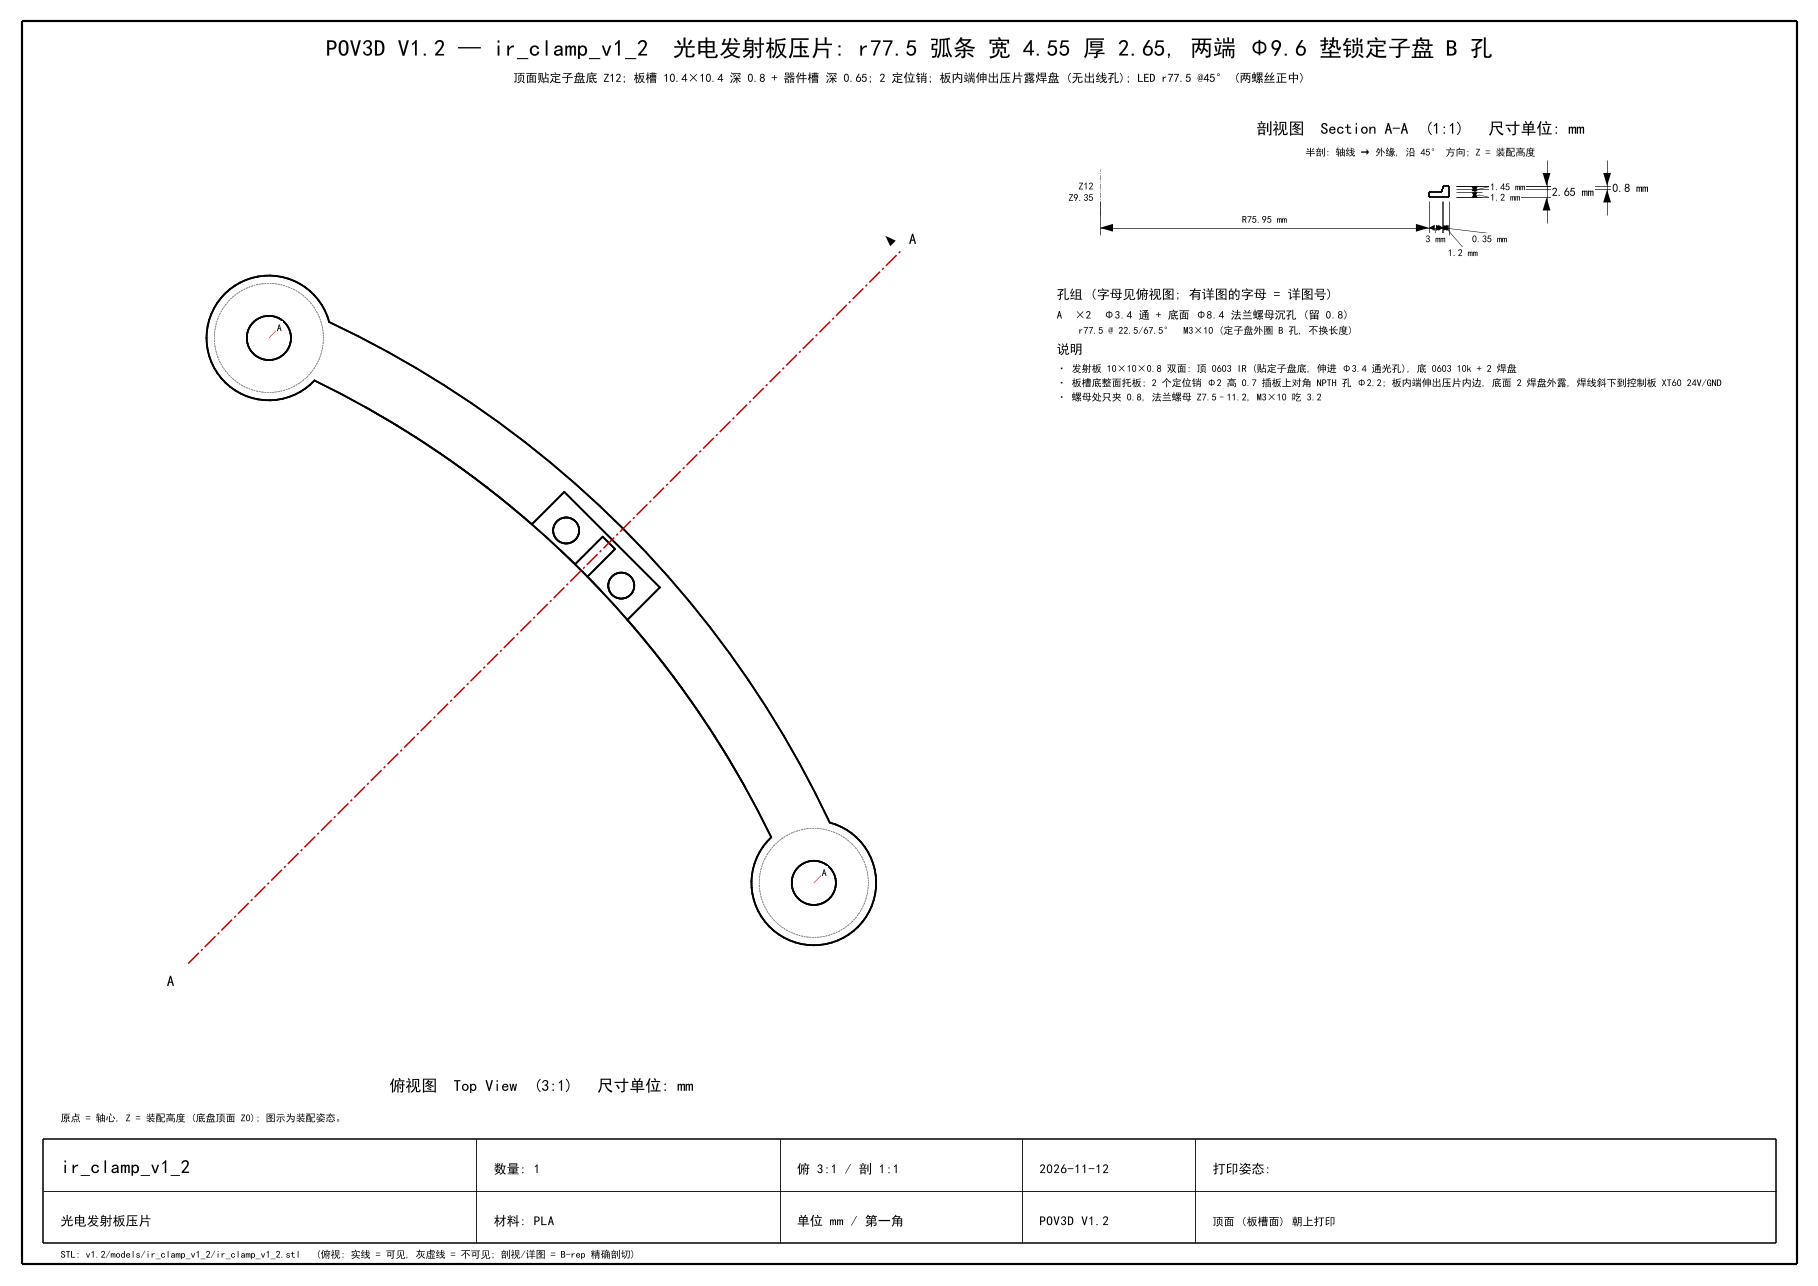 POV3D V1.2 — ir_clamp_v1_2  光电发射板压片: r77.5 弧条 宽 4.55 厚 2.65, 两端 Φ9.6 垫锁定子盘 B 孔
顶面贴定子盘底 Z12; 板槽 10.4×10.4 深 0.8 + 器件槽 深 0.65; 2 定位销; 板内端伸出压片露焊盘 (无出线孔); LED r77.5 @45° (两螺丝正中)
剖视图  Section A-A  (1:1)   尺寸单位: mm
半剖: 轴线 → 外缘, 沿 45° 方向; Z = 装配高度
Z12
Z9.35
1.45 mm
1.2 mm
2.65 mm
0.8 mm
R75.95 mm
3 mm
0.35 mm
1.2 mm
A
A
A
A
孔组 (字母见俯视图; 有详图的字母 = 详图号)
A  ×2  Φ3.4 通 + 底面 Φ8.4 法兰螺母沉孔 (留 0.8)
r77.5 @ 22.5/67.5°  M3×10 (定子盘外圈 B 孔, 不换长度)
说明
· 发射板 10×10×0.8 双面: 顶 0603 IR (贴定子盘底, 伸进 Φ3.4 通光孔), 底 0603 10k + 2 焊盘
· 板槽底整面托板; 2 个定位销 Φ2 高 0.7 插板上对角 NPTH 孔 Φ2.2; 板内端伸出压片内边, 底面 2 焊盘外露, 焊线斜下到控制板 XT60 24V/GND
· 螺母处只夹 0.8, 法兰螺母 Z7.5–11.2, M3×10 吃 3.2
俯视图  Top View  (3:1)   尺寸单位: mm
原点 = 轴心, Z = 装配高度 (底盘顶面 Z0); 图示为装配姿态。
ir_clamp_v1_2
数量: 1
俯 3:1 / 剖 1:1
2026-11-12
打印姿态:
光电发射板压片
材料: PLA
单位 mm / 第一角
POV3D V1.2
顶面 (板槽面) 朝上打印
STL: v1.2/models/ir_clamp_v1_2/ir_clamp_v1_2.stl   (俯视: 实线 = 可见, 灰虚线 = 不可见; 剖视/详图 = B-rep 精确剖切)